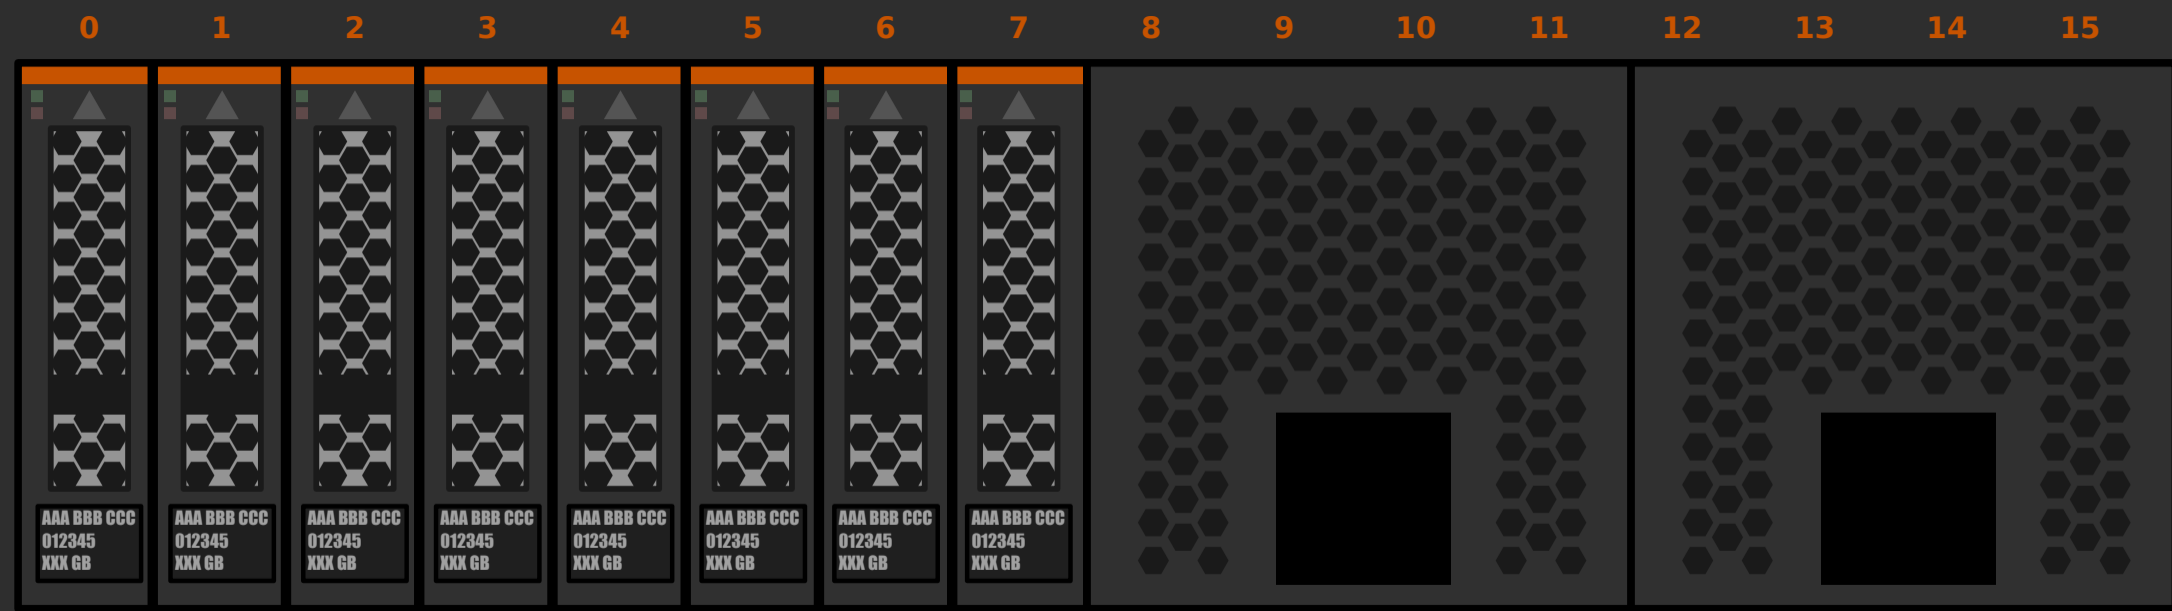 0 1 2 3 4 5 6 7 8 9 10 11 12 13 14 15
AAA BBB CCC
012345
XXX GB
AAA BBB CCC
012345
XXX GB
AAA BBB CCC
012345
XXX GB
AAA BBB CCC
012345
XXX GB
AAA BBB CCC
012345
XXX GB
AAA BBB CCC
012345
XXX GB
AAA BBB CCC
012345
XXX GB
AAA BBB CCC
012345
XXX GB